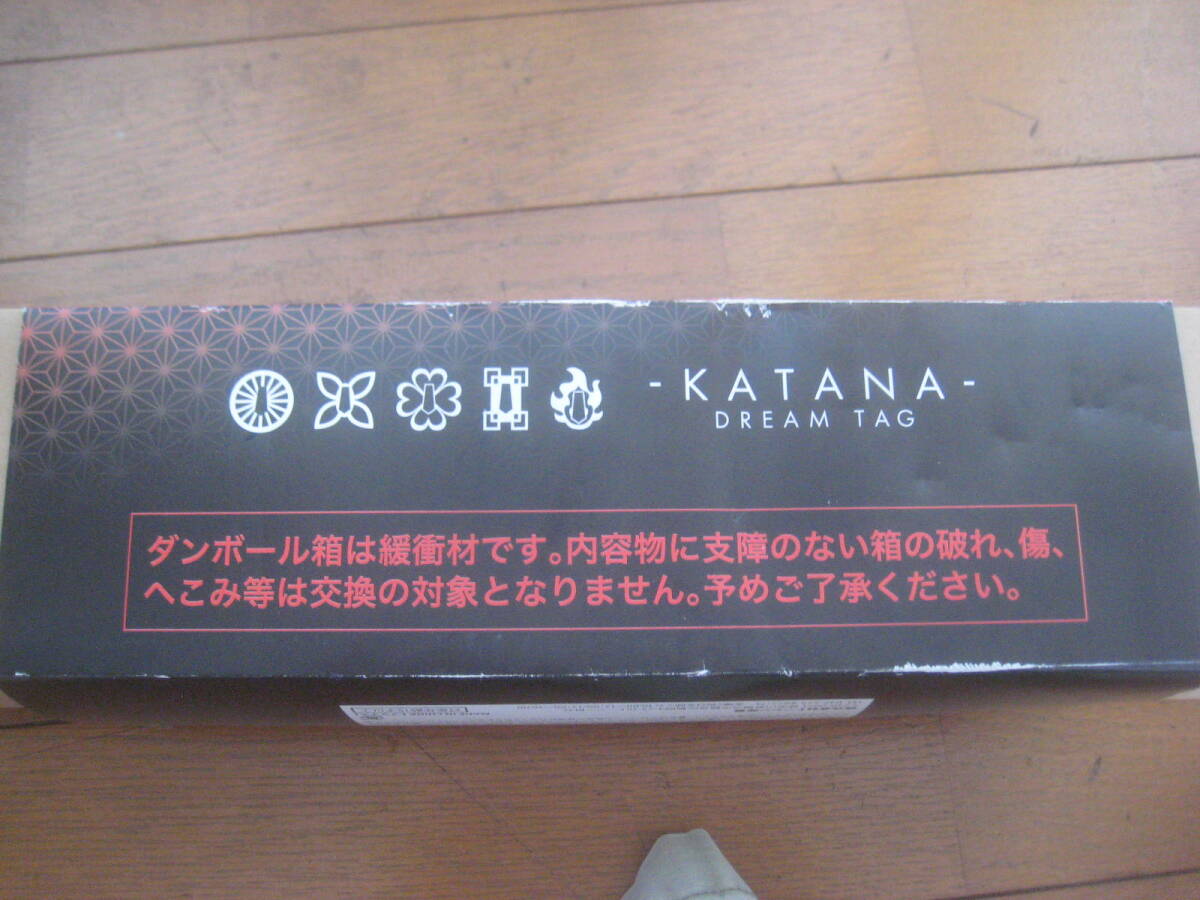 -KATANA-
DREAM TAG
ダンボール箱は緩衝材です。内容物に支障のない箱の破れ、傷、
へこみ等は交換の対象となりません。予めご了承ください。